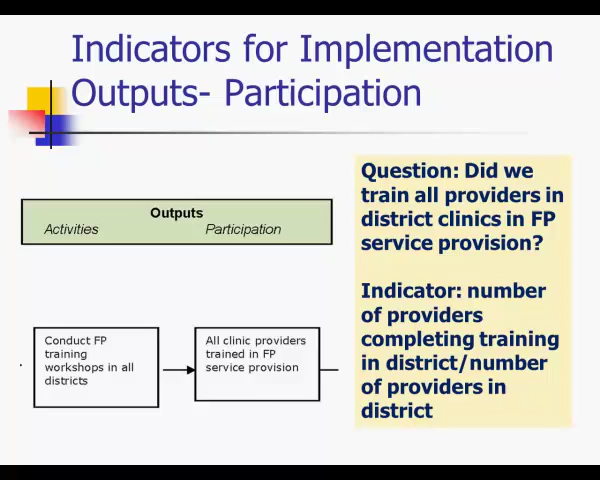 Indicators for Implementation
Outputs- Participation
Outputs
Activities Participation
Conduct FP
training
workshops in all
districts
All clinic providers
trained in FP
service provision
Question: Did we
train all providers in
district clinics in FP
service provision?
Indicator: number
of providers
completing training
in district/number
of providers in
district